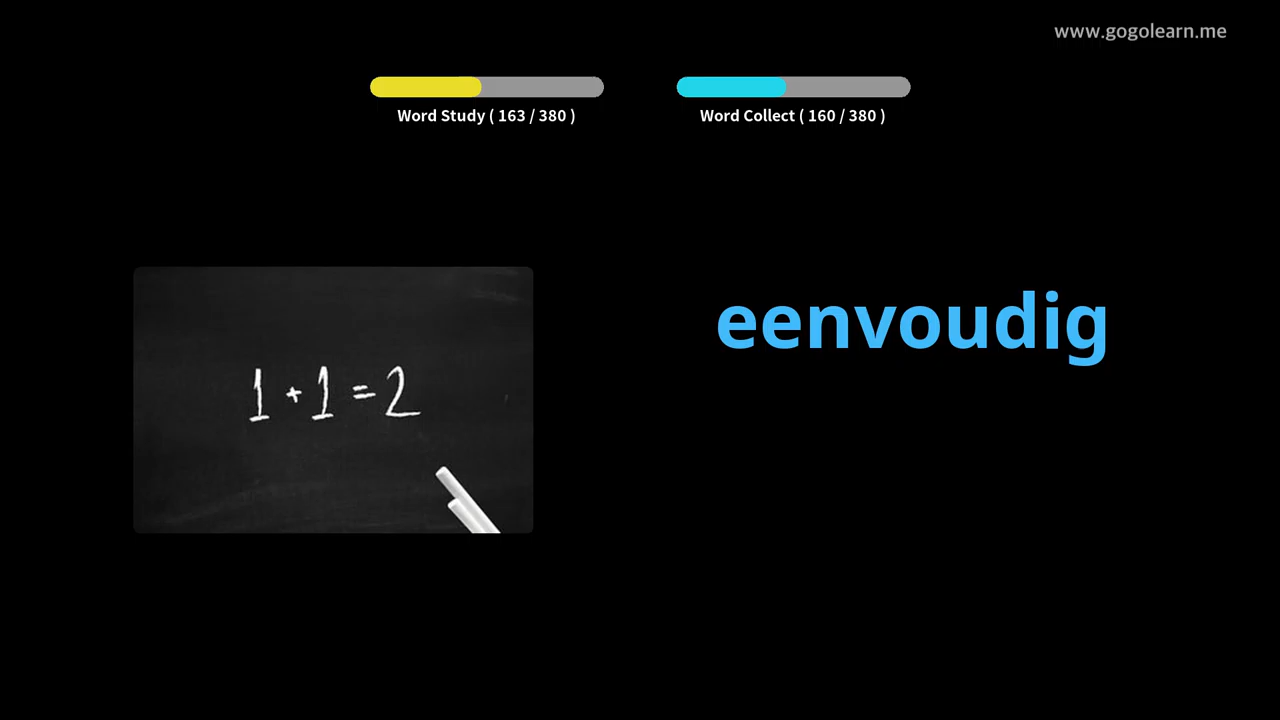 www.gogolearn.me
Word Study ( 163 / 380 )
Word Collect ( 160 / 380 )
eenvoudig
1 + 1 = 2